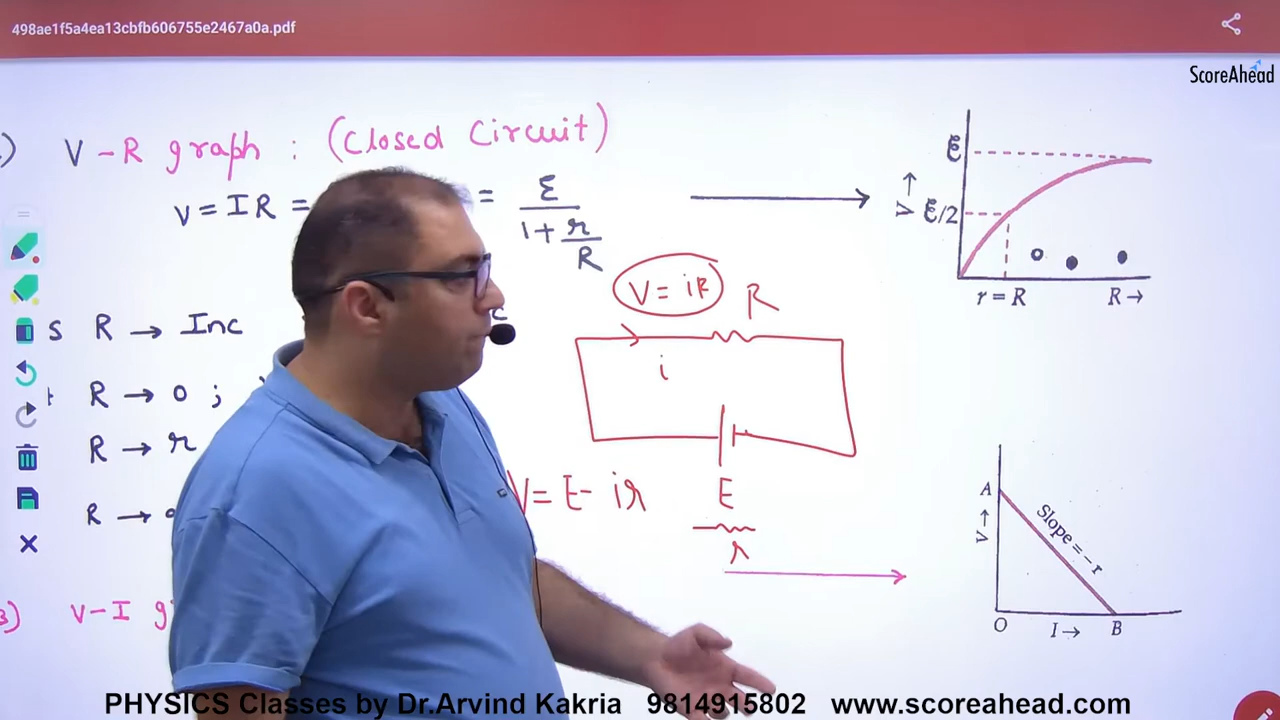 498ae1f5a4ea13cbfb606755e2467a0a.pdf
ScoreAhead
V-R graph : (Closed Circuit)
V = IR = = ε / 1 + r/R
R → Inc
R → 0 ;
R → r
R →
V-I g
V = iR
R
i
V = E - ir
E
r
ε
ε/2
V →
r = R
R →
A
V →
Slope = -r
O
I →
B
PHYSICS Classes by Dr.Arvind Kakria 9814915802 www.scoreahead.com